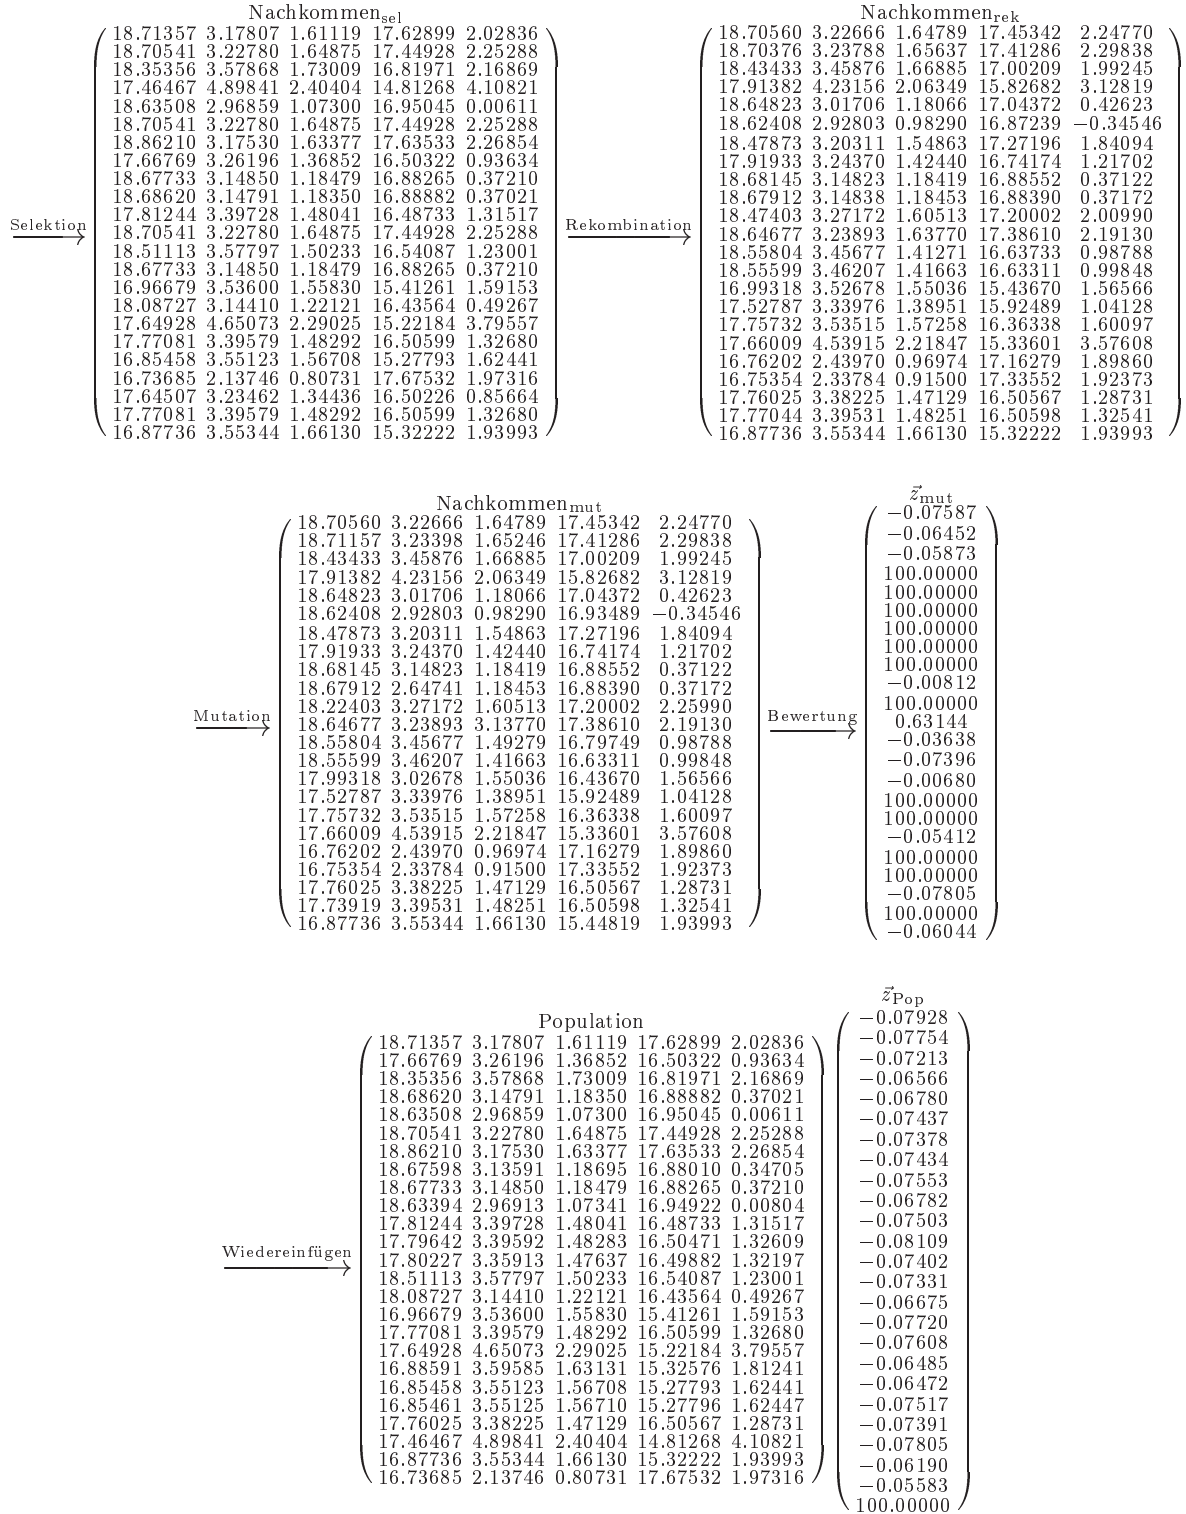 Nachkommen_sel
Selektion
18.71357 3.17807 1.61119 17.62899 2.02836
18.70541 3.22780 1.64875 17.44928 2.25288
18.35356 3.57868 1.73009 16.81971 2.16869
17.46467 4.89841 2.40404 14.81268 4.10821
18.63508 2.96859 1.07300 16.95045 0.00611
18.70541 3.22780 1.64875 17.44928 2.25288
18.86210 3.17530 1.63377 17.63533 2.26854
17.66769 3.26196 1.36852 16.50322 0.93634
18.67733 3.14850 1.18479 16.88265 0.37210
18.68620 3.14791 1.18350 16.88882 0.37021
17.81244 3.39728 1.48041 16.48733 1.31517
18.70541 3.22780 1.64875 17.44928 2.25288
18.51113 3.57797 1.50233 16.54087 1.23001
18.67733 3.14850 1.18479 16.88265 0.37210
16.96679 3.53600 1.55830 15.41261 1.59153
18.08727 3.14410 1.22121 16.43564 0.49267
17.64928 4.65073 2.29025 15.22184 3.79557
17.77081 3.39579 1.48292 16.50599 1.32680
16.85458 3.55123 1.56708 15.27793 1.62441
16.73685 2.13746 0.80731 17.67532 1.97316
17.64507 3.23462 1.34436 16.50226 0.85664
17.77081 3.39579 1.48292 16.50599 1.32680
16.87736 3.55344 1.66130 15.32222 1.93993
Nachkommen_rek
Rekombination
18.70560 3.22666 1.64789 17.45342 2.24770
18.70376 3.23788 1.65637 17.41286 2.29838
18.43433 3.45876 1.66885 17.00209 1.99245
17.91382 4.23156 2.06349 15.82682 3.12819
18.64823 3.01706 1.18066 17.04372 0.42623
18.62408 2.92803 0.98290 16.87239 −0.34546
18.47873 3.20311 1.54863 17.27196 1.84094
17.91933 3.24370 1.42440 16.74174 1.21702
18.68145 3.14823 1.18419 16.88552 0.37122
18.67912 3.14838 1.18453 16.88390 0.37172
18.47403 3.27172 1.60513 17.20002 2.00990
18.64677 3.23893 1.63770 17.38610 2.19130
18.55804 3.45677 1.41271 16.63733 0.98788
18.55599 3.46207 1.41663 16.63311 0.99848
16.99318 3.52678 1.55036 15.43670 1.56566
17.52787 3.33976 1.38951 15.92489 1.04128
17.75732 3.53515 1.57258 16.36338 1.60097
17.66009 4.53915 2.21847 15.33601 3.57608
16.76202 2.43970 0.96974 17.16279 1.89860
16.75354 2.33784 0.91500 17.33552 1.92373
17.76025 3.38225 1.47129 16.50567 1.28731
17.77044 3.39531 1.48251 16.50598 1.32541
16.87736 3.55344 1.66130 15.32222 1.93993
Nachkommen_mut
Mutation
18.70560 3.22666 1.64789 17.45342 2.24770
18.71157 3.23398 1.65246 17.41286 2.29838
18.43433 3.45876 1.66885 17.00209 1.99245
17.91382 4.23156 2.06349 15.82682 3.12819
18.64823 3.01706 1.18066 17.04372 0.42623
18.62408 2.92803 0.98290 16.93489 −0.34546
18.47873 3.20311 1.54863 17.27196 1.84094
17.91933 3.24370 1.42440 16.74174 1.21702
18.68145 3.14823 1.18419 16.88552 0.37122
18.67912 2.64741 1.18453 16.88390 0.37172
18.22403 3.27172 1.60513 17.20002 2.25990
18.64677 3.23893 3.13770 17.38610 2.19130
18.55804 3.45677 1.49279 16.79749 0.98788
18.55599 3.46207 1.41663 16.63311 0.99848
17.99318 3.02678 1.55036 16.43670 1.56566
17.52787 3.33976 1.38951 15.92489 1.04128
17.75732 3.53515 1.57258 16.36338 1.60097
17.66009 4.53915 2.21847 15.33601 3.57608
16.76202 2.43970 0.96974 17.16279 1.89860
16.75354 2.33784 0.91500 17.33552 1.92373
17.76025 3.38225 1.47129 16.50567 1.28731
17.73919 3.39531 1.48251 16.50598 1.32541
16.87736 3.55344 1.66130 15.44819 1.93993
z⃗_mut
Bewertung
−0.07587
−0.06452
−0.05873
100.00000
100.00000
100.00000
100.00000
100.00000
100.00000
−0.00812
100.00000
0.63144
−0.03638
−0.07396
−0.00680
100.00000
100.00000
−0.05412
100.00000
100.00000
−0.07805
100.00000
−0.06044
Population
Wiedereinfügen
18.71357 3.17807 1.61119 17.62899 2.02836
17.66769 3.26196 1.36852 16.50322 0.93634
18.35356 3.57868 1.73009 16.81971 2.16869
18.68620 3.14791 1.18350 16.88882 0.37021
18.63508 2.96859 1.07300 16.95045 0.00611
18.70541 3.22780 1.64875 17.44928 2.25288
18.86210 3.17530 1.63377 17.63533 2.26854
18.67598 3.13591 1.18695 16.88010 0.34705
18.67733 3.14850 1.18479 16.88265 0.37210
18.63394 2.96913 1.07341 16.94922 0.00804
17.81244 3.39728 1.48041 16.48733 1.31517
17.79642 3.39592 1.48283 16.50471 1.32609
17.80227 3.35913 1.47637 16.49882 1.32197
18.51113 3.57797 1.50233 16.54087 1.23001
18.08727 3.14410 1.22121 16.43564 0.49267
16.96679 3.53600 1.55830 15.41261 1.59153
17.77081 3.39579 1.48292 16.50599 1.32680
17.64928 4.65073 2.29025 15.22184 3.79557
16.88591 3.59585 1.63131 15.32576 1.81241
16.85458 3.55123 1.56708 15.27793 1.62441
16.85461 3.55125 1.56710 15.27796 1.62447
17.76025 3.38225 1.47129 16.50567 1.28731
17.46467 4.89841 2.40404 14.81268 4.10821
16.87736 3.55344 1.66130 15.32222 1.93993
16.73685 2.13746 0.80731 17.67532 1.97316
z⃗_Pop
−0.07928
−0.07754
−0.07213
−0.06566
−0.06780
−0.07437
−0.07378
−0.07434
−0.07553
−0.06782
−0.07503
−0.08109
−0.07402
−0.07331
−0.06675
−0.07720
−0.07608
−0.06485
−0.06472
−0.07517
−0.07391
−0.07805
−0.06190
−0.05583
100.00000